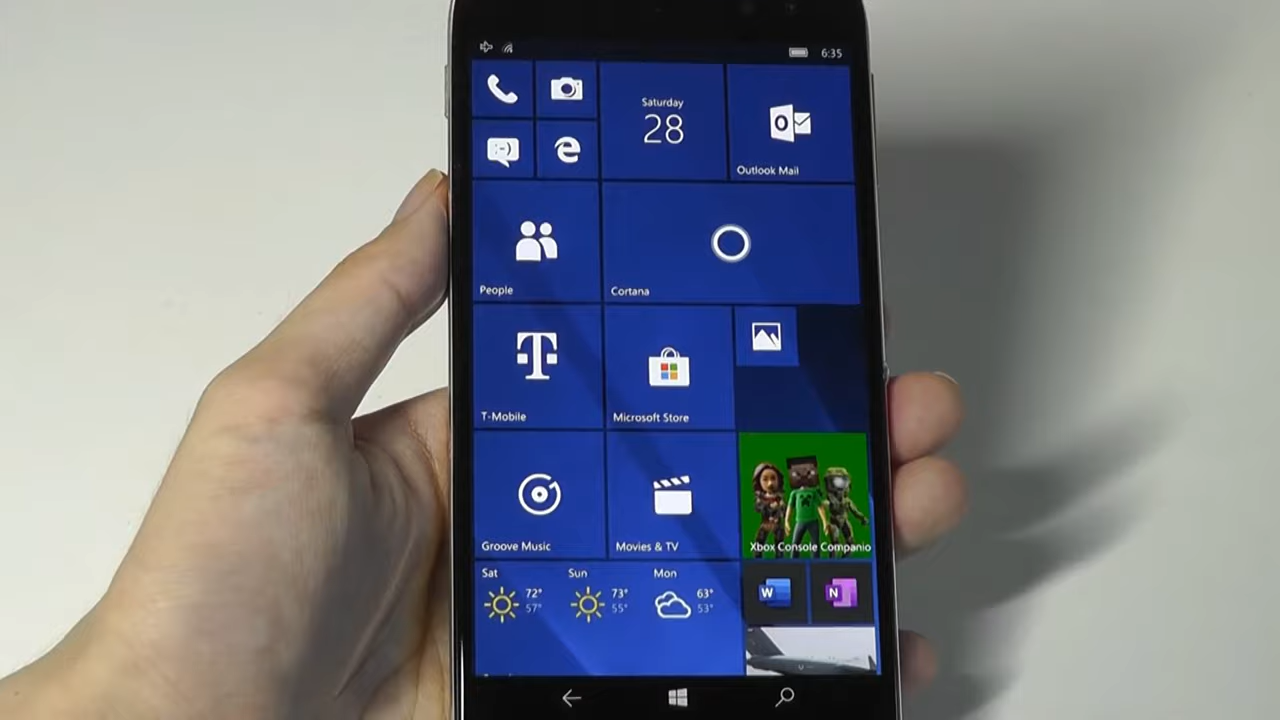 6:35
Saturday
28
Outlook Mail
People
Cortana
T
T-Mobile
Microsoft Store
Groove Music
Movies & TV
Xbox Console Companio
Sat
72°
57°
Sun
73°
55°
Mon
63°
53°
W
N